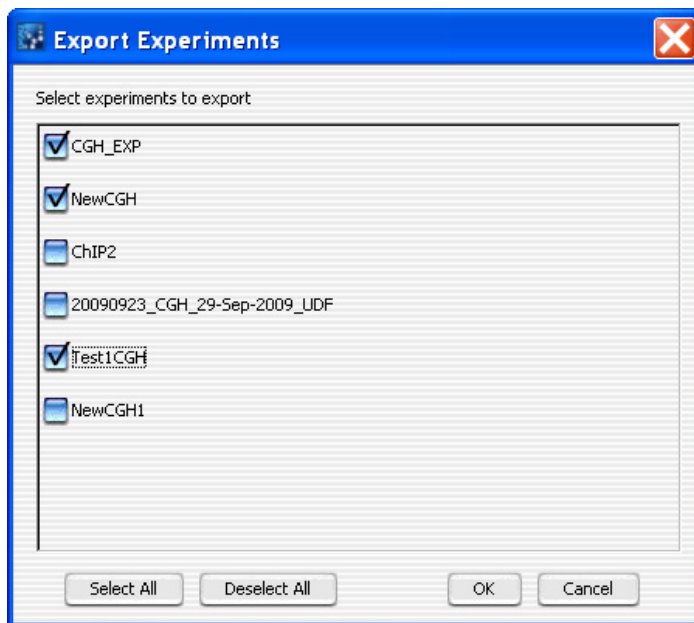 Export Experiments
Select experiments to export
CGH_EXP
NewCGH
ChIP2
20090923_CGH_29-Sep-2009_UDF
Test1CGH
NewCGH1
Select All Deselect All OK Cancel